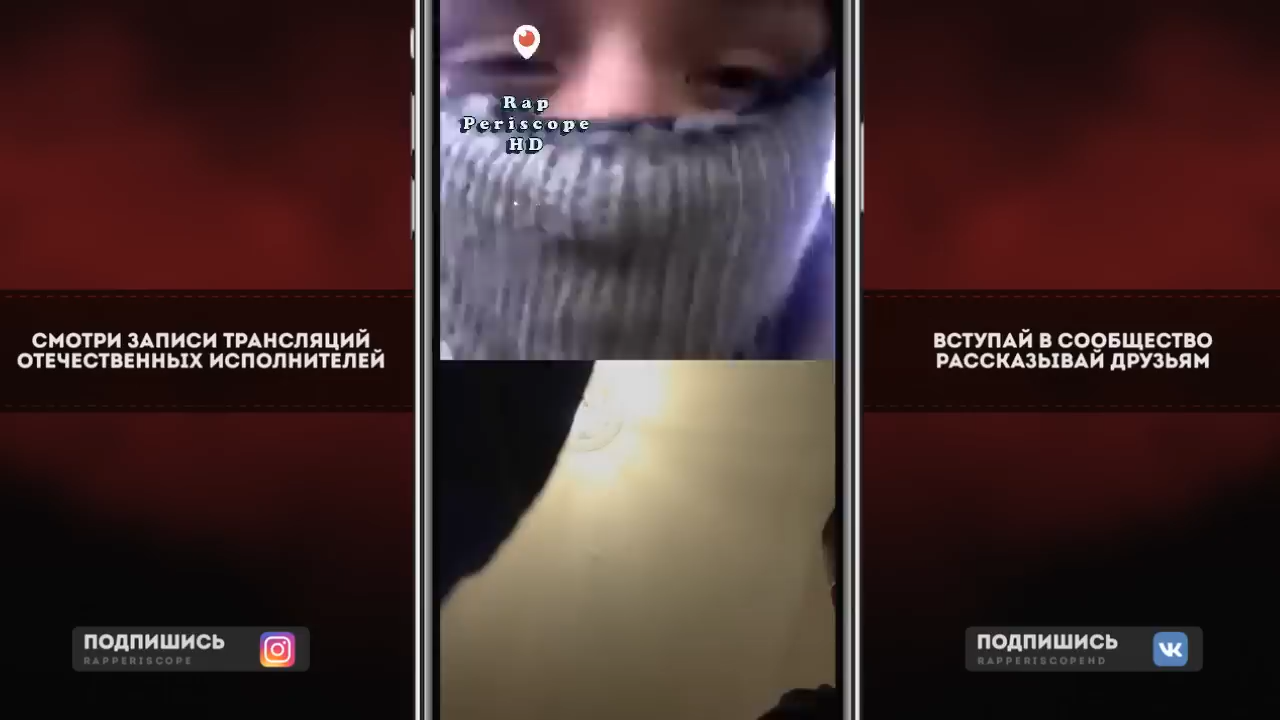 Rap
Periscope
HD
СМОТРИ ЗАПИСИ ТРАНСЛЯЦИЙ
ОТЕЧЕСТВЕННЫХ ИСПОЛНИТЕЛЕЙ
ВСТУПАЙ В СООБЩЕСТВО
РАССКАЗЫВАЙ ДРУЗЬЯМ
ПОДПИШИСЬ
RAPPERISCOPE
ПОДПИШИСЬ
RAPPERISCOPEHD